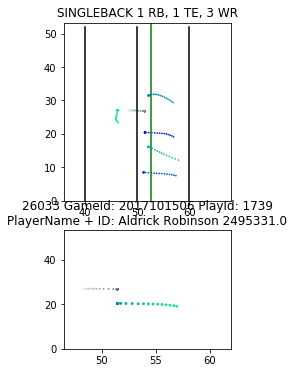 SINGLEBACK 1 RB, 1 TE, 3 WR
50
40
30
20
10
0
40 50 60
26033 GameId: 2017101506 PlayId: 1739
PlayerName + ID: Aldrick Robinson 2495331.0
40
20
0
50 55 60